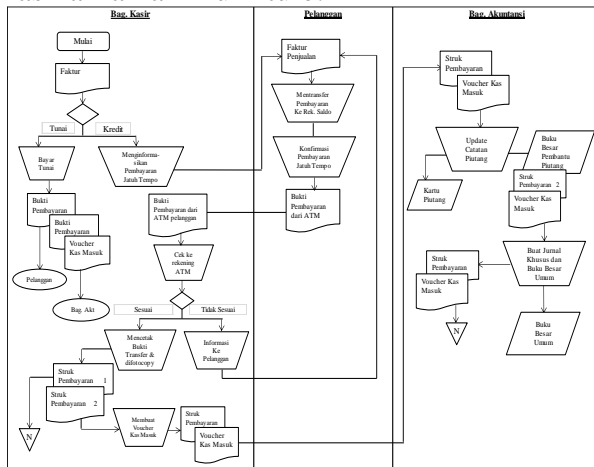 Bag. Kasir
Mulai
Faktur
Tunai
Kredit
Bayar
Tunai
Menginforma-
sikan
Pembayaran
Jatuh Tempo
Bukti
Pembayaran
Bukti
Pembayaran
Voucher
Kas Masuk
Pelanggan
Bag. Akt
Bukti
Pembayaran dari
ATM pelanggan
Cek ke
rekening
ATM
Sesuai
Tidak Sesuai
Mencetak
Bukti
Transfer &
difotocopy
Informasi
Ke
Pelanggan
Struk
Pembayaran 1
Struk
Pembayaran 2
N
Membuat
Voucher
Kas Masuk
Struk
Pembayaran
Voucher
Kas Masuk
Pelanggan
Faktur
Penjualan
Mentransfer
Pembayaran
Ke Rek. Saldo
Konfirmasi
Pembayaran
Jatuh Tempo
Bukti
Pembayaran
dari ATM
Bag. Akuntansi
Struk
Pembayaran
Voucher Kas
Masuk
Update
Catatan
Piutang
Buku
Besar
Pembantu
Piutang
Kartu
Piutang
Struk
Pembayaran 2
Voucher Kas
Masuk
Buat Jurnal
Khusus dan
Buku Besar
Umum
Struk
Pembayaran
Voucher Kas
Masuk
N
Buku
Besar
Umum